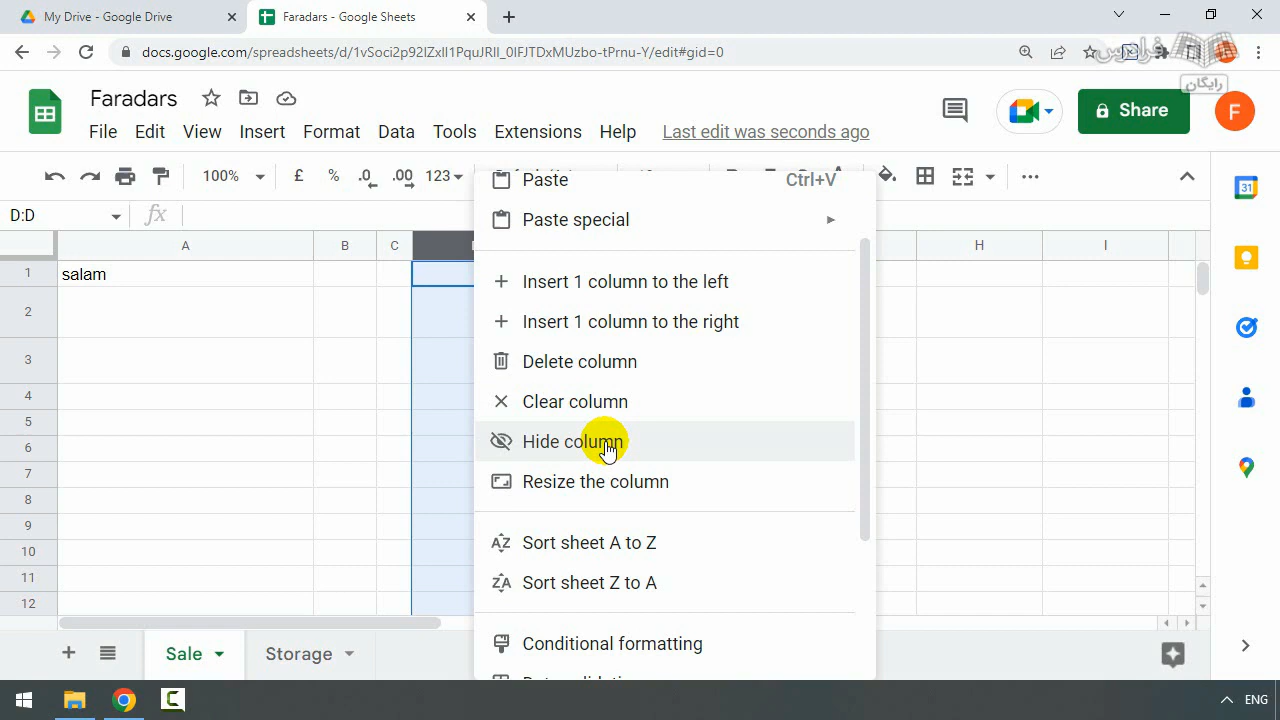 My Drive - Google Drive
Faradars - Google Sheets
docs.google.com/spreadsheets/d/1vSoci2p92IZxII1PquJRII_0IFJTDxMUzbo-tPrnu-Y/edit#gid=0
فرادرس
رایگان
Faradars
Share
F
File Edit View Insert Format Data Tools Extensions Help Last edit was seconds ago
100% £ % .0 .00 123
D:D fx
A B C H I
1 salam
2
3
4
5
6
7
8
9
10
11
12
Paste Ctrl+V
Paste special
Insert 1 column to the left
Insert 1 column to the right
Delete column
Clear column
Hide column
Resize the column
Sort sheet A to Z
Sort sheet Z to A
Conditional formatting
31
Sale Storage
ENG